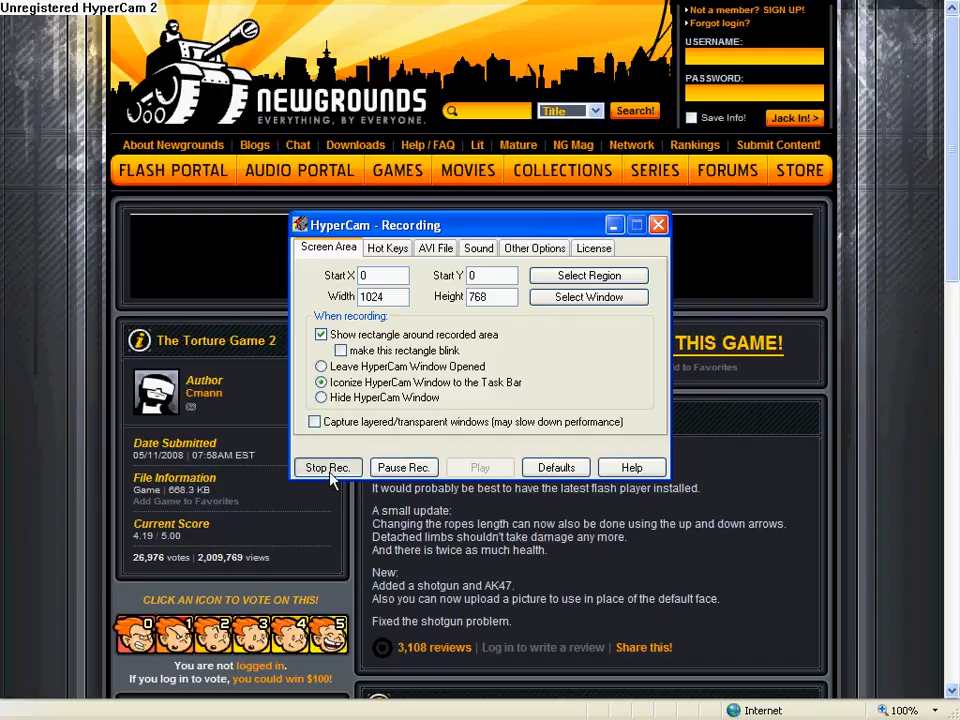 Unregistered HyperCam 2
Not a member? SIGN UP!
Forgot login?
USERNAME:
PASSWORD:
NEWGROUNDS
EVERYTHING, BY EVERYONE.
Title
Search!
Save Info!
Jack In! >
About Newgrounds
Blogs
Chat
Downloads
Help / FAQ
Lit
Mature
NG Mag
Network
Rankings
Submit Content!
FLASH PORTAL
AUDIO PORTAL
GAMES
MOVIES
COLLECTIONS
SERIES
FORUMS
STORE
HyperCam - Recording
Screen Area
Hot Keys
AVI File
Sound
Other Options
License
Start X 0
Start Y 0
Select Region
Width 1024
Height 768
Select Window
When recording:
Show rectangle around recorded area
make this rectangle blink
Leave HyperCam Window Opened
Iconize HyperCam Window to the Task Bar
Hide HyperCam Window
Capture layered/transparent windows (may slow down performance)
Stop Rec.
Pause Rec.
Play
Defaults
Help
The Torture Game 2
THIS GAME!
d to Favorites
Author
Cmann
Date Submitted
05/11/2008 | 07:58AM EST
File Information
Game | 668.3 KB
Add Game to Favorites
Current Score
4.19 / 5.00
26,976 votes | 2,009,769 views
It would probably be best to have the latest flash player installed.
A small update:
Changing the ropes length can now also be done using the up and down arrows.
Detached limbs shouldn't take damage any more.
And there is twice as much health.
New:
Added a shotgun and AK47.
Also you can now upload a picture to use in place of the default face.
Fixed the shotgun problem.
3,108 reviews | Log in to write a review | Share this!
CLICK AN ICON TO VOTE ON THIS!
0 1 2 3 4 5
You are not logged in.
If you log in to vote, you could win $100!
Internet
100%